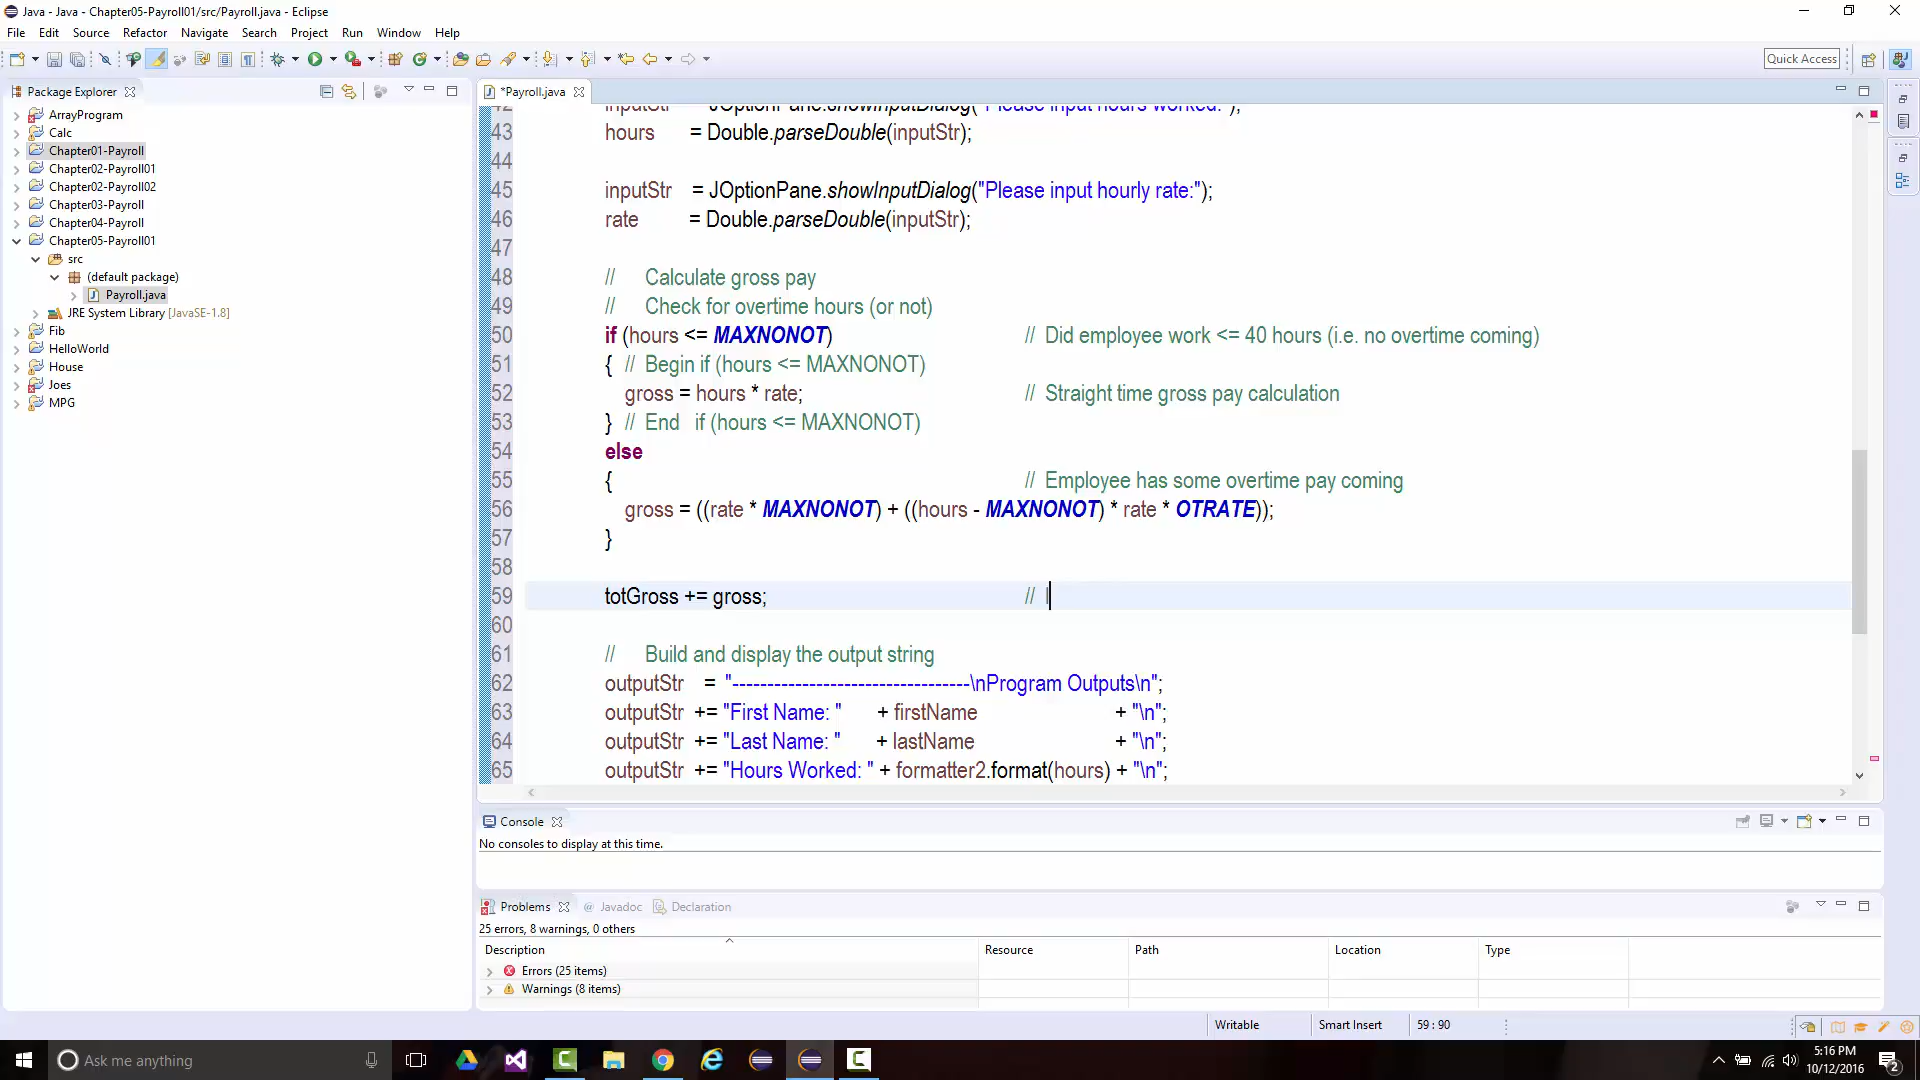 Java - Java - Chapter05-Payroll01/src/Payroll.java - Eclipse
File Edit Source Refactor Navigate Search Project Run Window Help
Quick Access
Package Explorer
ArrayProgram
Calc
Chapter01-Payroll
Chapter02-Payroll01
Chapter02-Payroll02
Chapter03-Payroll
Chapter04-Payroll
Chapter05-Payroll01
src
(default package)
Payroll.java
JRE System Library [JavaSE-1.8]
Fib
HelloWorld
House
Joes
MPG
*Payroll.java
42 inputStr = JOptionPane.showInputDialog("Please input hours worked:");
43 hours = Double.parseDouble(inputStr);
44
45 inputStr = JOptionPane.showInputDialog("Please input hourly rate:");
46 rate = Double.parseDouble(inputStr);
47
48 // Calculate gross pay
49 // Check for overtime hours (or not)
50 if (hours <= MAXNONOT) // Did employee work <= 40 hours (i.e. no overtime coming)
51 { // Begin if (hours <= MAXNONOT)
52 gross = hours * rate; // Straight time gross pay calculation
53 } // End if (hours <= MAXNONOT)
54 else
55 { // Employee has some overtime pay coming
56 gross = ((rate * MAXNONOT) + ((hours - MAXNONOT) * rate * OTRATE));
57 }
58
59 totGross += gross; // I
60
61 // Build and display the output string
62 outputStr = "----------------------------------\nProgram Outputs\n";
63 outputStr += "First Name: " + firstName + "\n";
64 outputStr += "Last Name: " + lastName + "\n";
65 outputStr += "Hours Worked: " + formatter2.format(hours) + "\n";
Console
No consoles to display at this time.
Problems @ Javadoc Declaration
25 errors, 8 warnings, 0 others
Description Resource Path Location Type
Errors (25 items)
Warnings (8 items)
Writable Smart Insert 59 : 90
Ask me anything
5:16 PM
10/12/2016
2